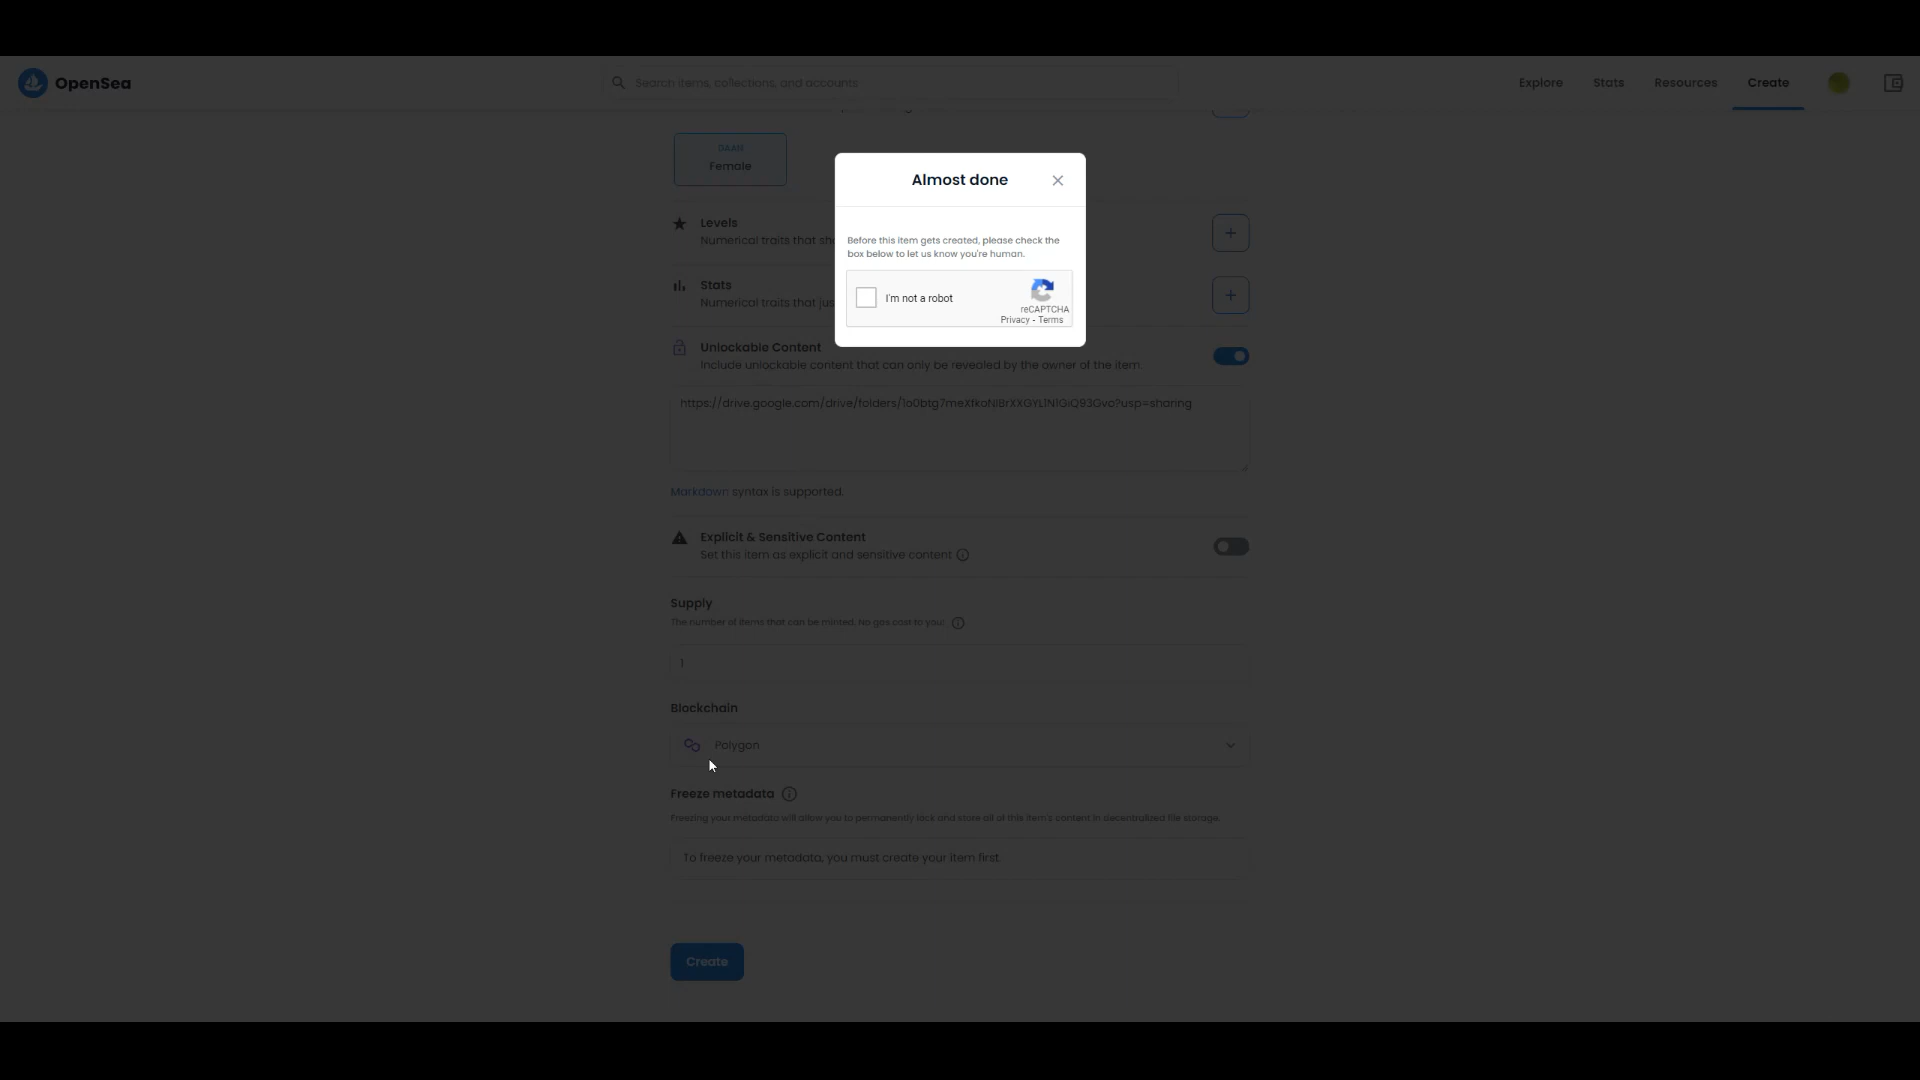 OpenSea
Search items, collections, and accounts
Explore
Stats
Resources
Create
Female
Almost done
Before this item gets created, please check the
box below to let us know you're human.
I'm not a robot
reCAPTCHA
Privacy - Terms
Levels
Numerical traits that
Stats
Numerical traits that
Unlockable Content
Include unlockable content that can only be revealed by the owner of the item.
Markdown syntax is supported.
Explicit & Sensitive Content
Set this item as explicit and sensitive content
Supply
The number of items that can be minted. No gas cost to you!
1
Blockchain
Polygon
Freeze metadata
Freezing your metadata will allow you to permanently lock and store all of this item's content in decentralized file storage.
To freeze your metadata, you must create your item first.
Create